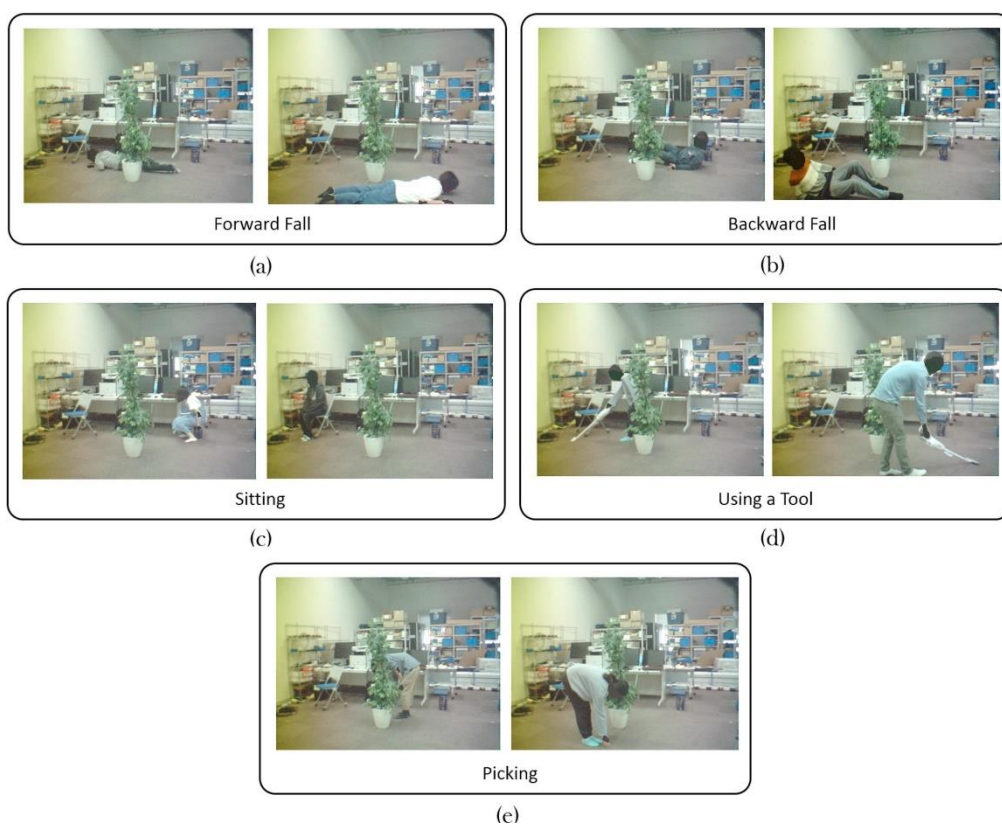 Forward Fall
(a)
Backward Fall
(b)
Sitting
(c)
Using a Tool
(d)
Picking
(e)